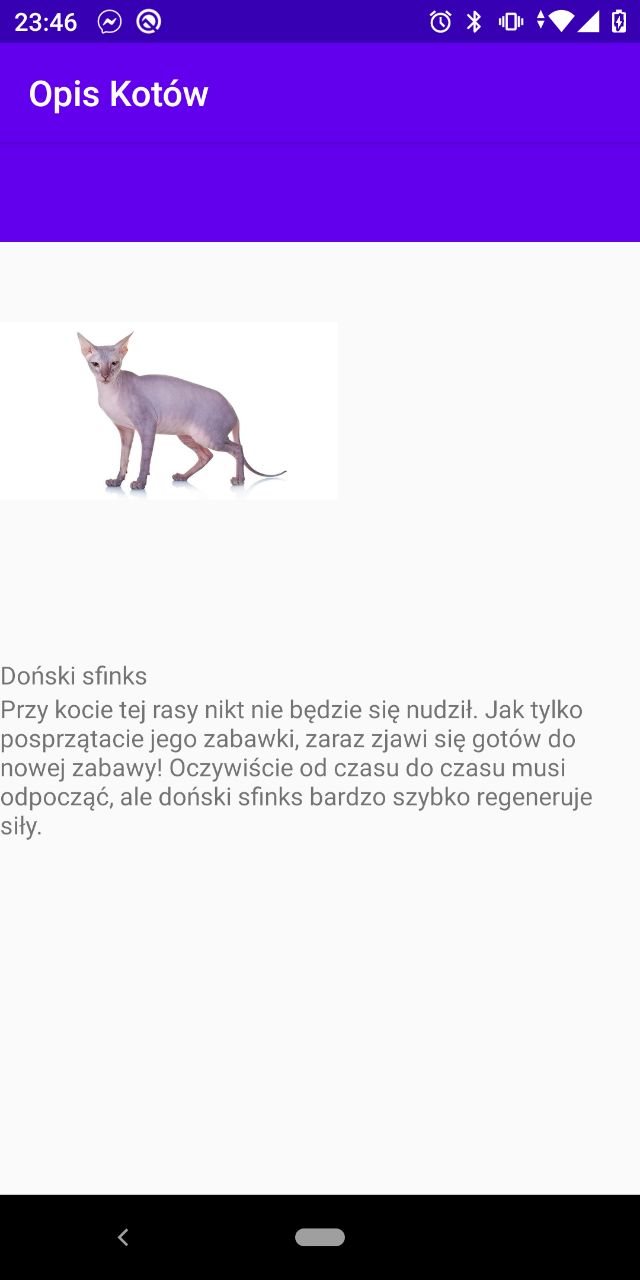 23:46
Opis Kotów
Doński sfinks
Przy kocie tej rasy nikt nie będzie się nudził. Jak tylko
posprzątacie jego zabawki, zaraz zjawi się gotów do
nowej zabawy! Oczywiście od czasu do czasu musi
odpocząć, ale doński sfinks bardzo szybko regeneruje
siły.